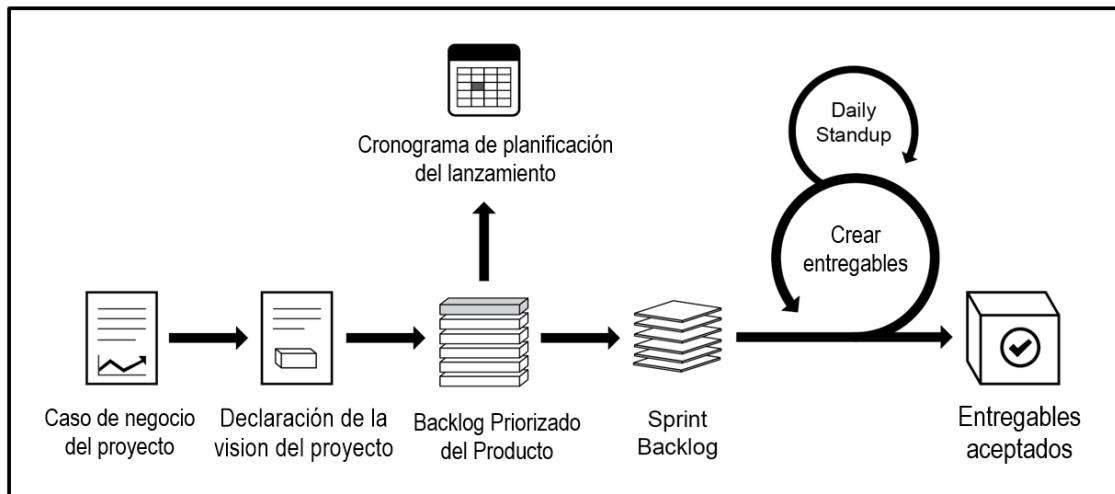 Cronograma de planificación
del lanzamiento
Daily
Standup
Crear
entregables
Caso de negocio
del proyecto
Declaración de la
vision del proyecto
Backlog Priorizado
del Producto
Sprint
Backlog
Entregables
aceptados